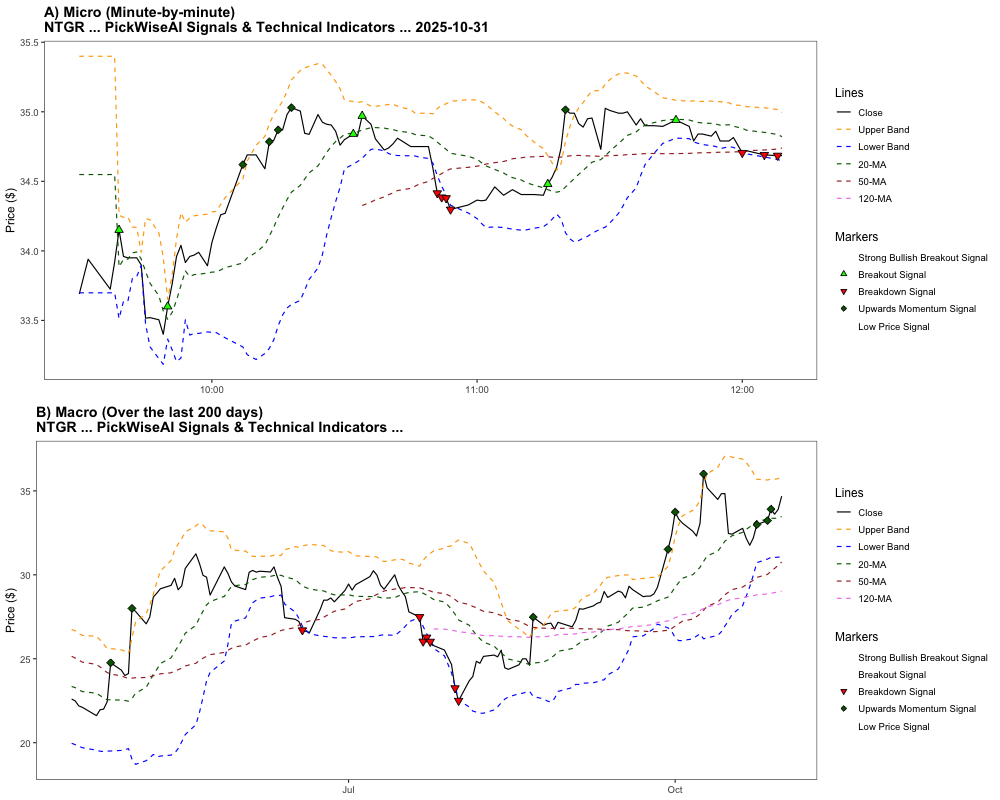 A) Micro (Minute-by-minute)
NTGR ... PickWiseAI Signals & Technical Indicators ... 2025-10-31
Price ($)
35.5
35.0
34.5
34.0
33.5
10:00
11:00
12:00
Lines
Close
Upper Band
Lower Band
20-MA
50-MA
120-MA
Markers
Strong Bullish Breakout Signal
Breakout Signal
Breakdown Signal
Upwards Momentum Signal
Low Price Signal
B) Macro (Over the last 200 days)
NTGR ... PickWiseAI Signals & Technical Indicators ...
Price ($)
35
30
25
20
Jul
Oct
Lines
Close
Upper Band
Lower Band
20-MA
50-MA
120-MA
Markers
Strong Bullish Breakout Signal
Breakout Signal
Breakdown Signal
Upwards Momentum Signal
Low Price Signal